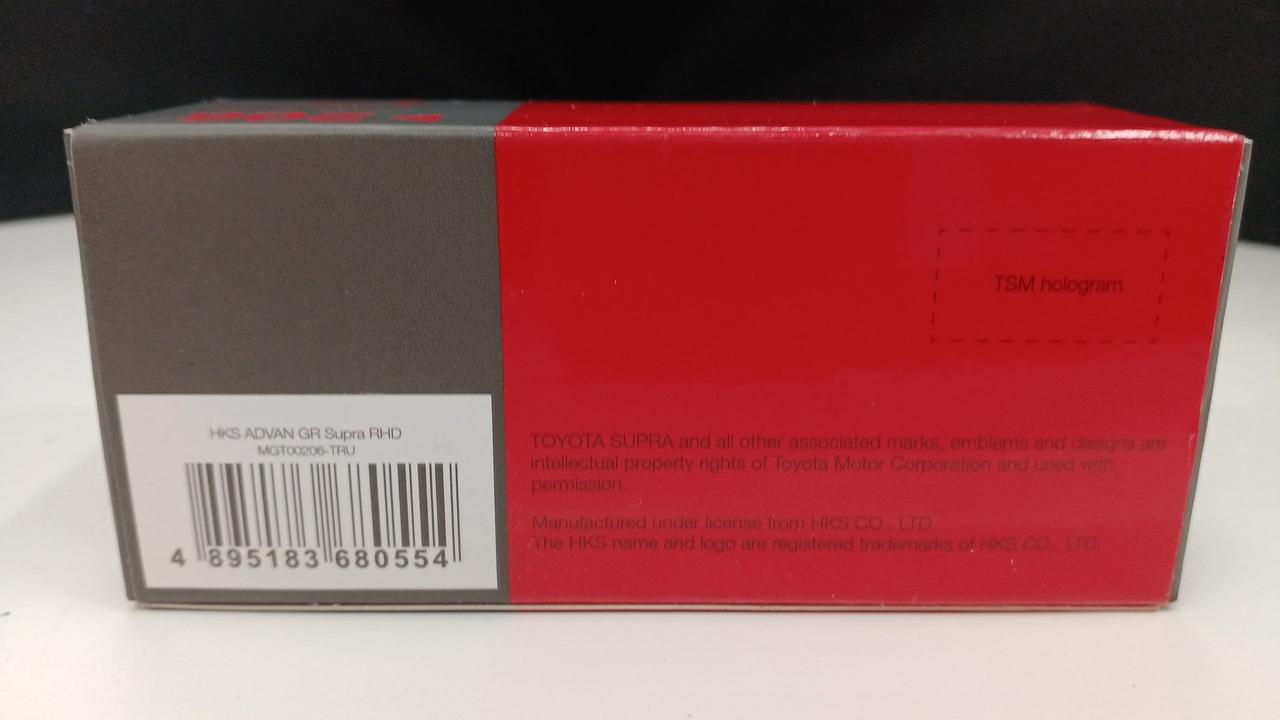 TSM hologram
HKS ADVAN GR Supra RHD
MGT00206-TRU
4 895183 680554
TOYOTA SUPRA and all other associated marks, emblems and designs are
intellectual property rights of Toyota Motor Corporation and used with
permission.
Manufactured under license from HKS CO., LTD.
The HKS name and logo are registered trademarks of HKS CO., LTD.